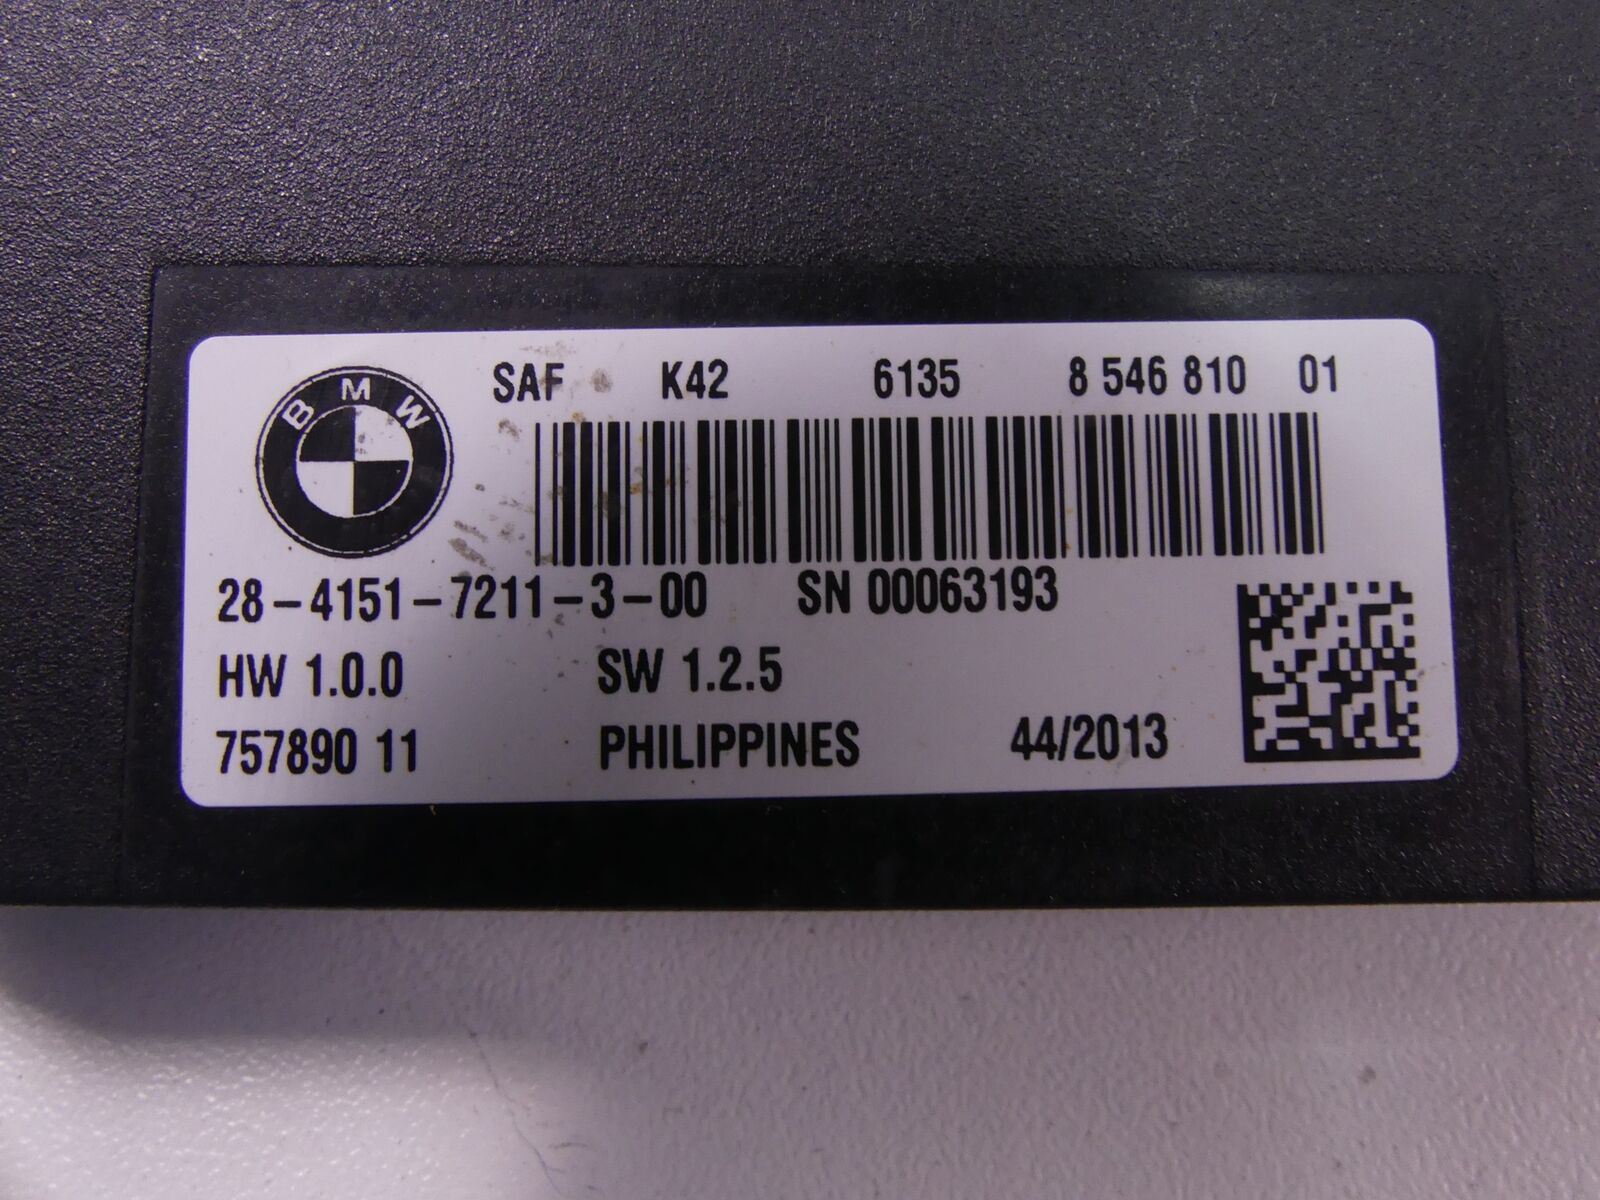 BMW
SAF K42 6135 8 546 810 01
28-4151-7211-3-00 SN 00063193
HW 1.0.0 SW 1.2.5
757890 11 PHILIPPINES 44/2013